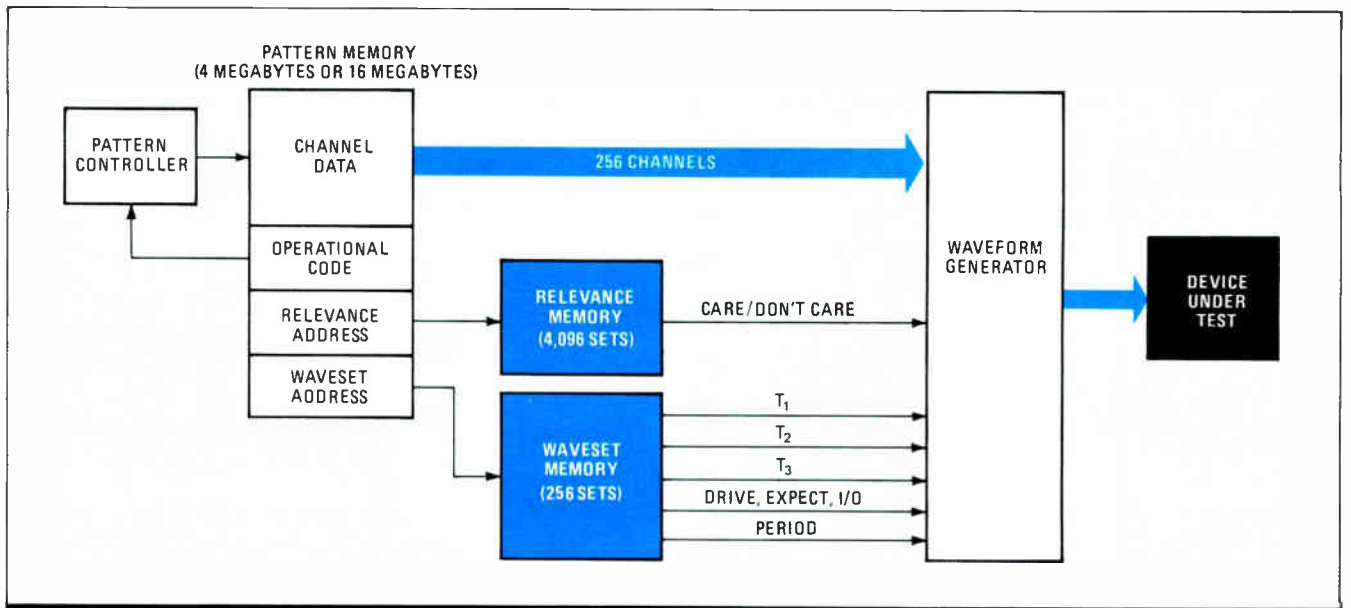 PATTERN MEMORY
(4 MEGABYTES OR 16 MEGABYTES)
PATTERN
CONTROLLER
CHANNEL
DATA
256 CHANNELS
OPERATIONAL
CODE
RELEVANCE
ADDRESS
WAVESET
ADDRESS
RELEVANCE
MEMORY
(4,096 SETS)
CARE/DON'T CARE
WAVESET
MEMORY
(256 SETS)
T₁
T₂
T₃
DRIVE, EXPECT, I/O
PERIOD
WAVEFORM
GENERATOR
DEVICE
UNDER
TEST